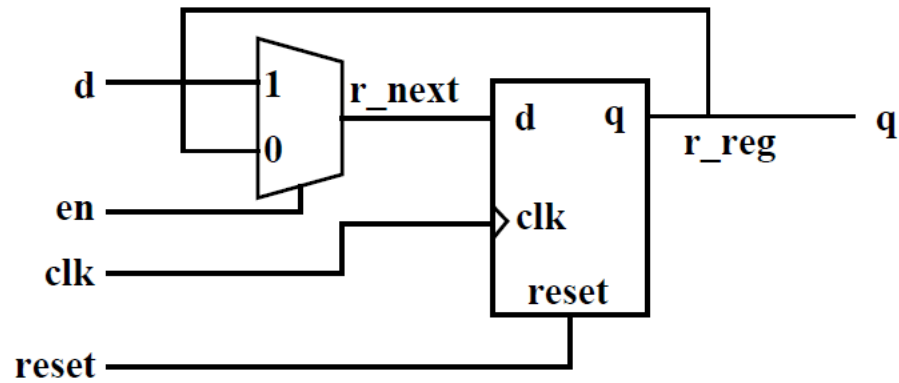 d
1
r_next
d
q
q
r_reg
0
en
clk
clk
reset
reset